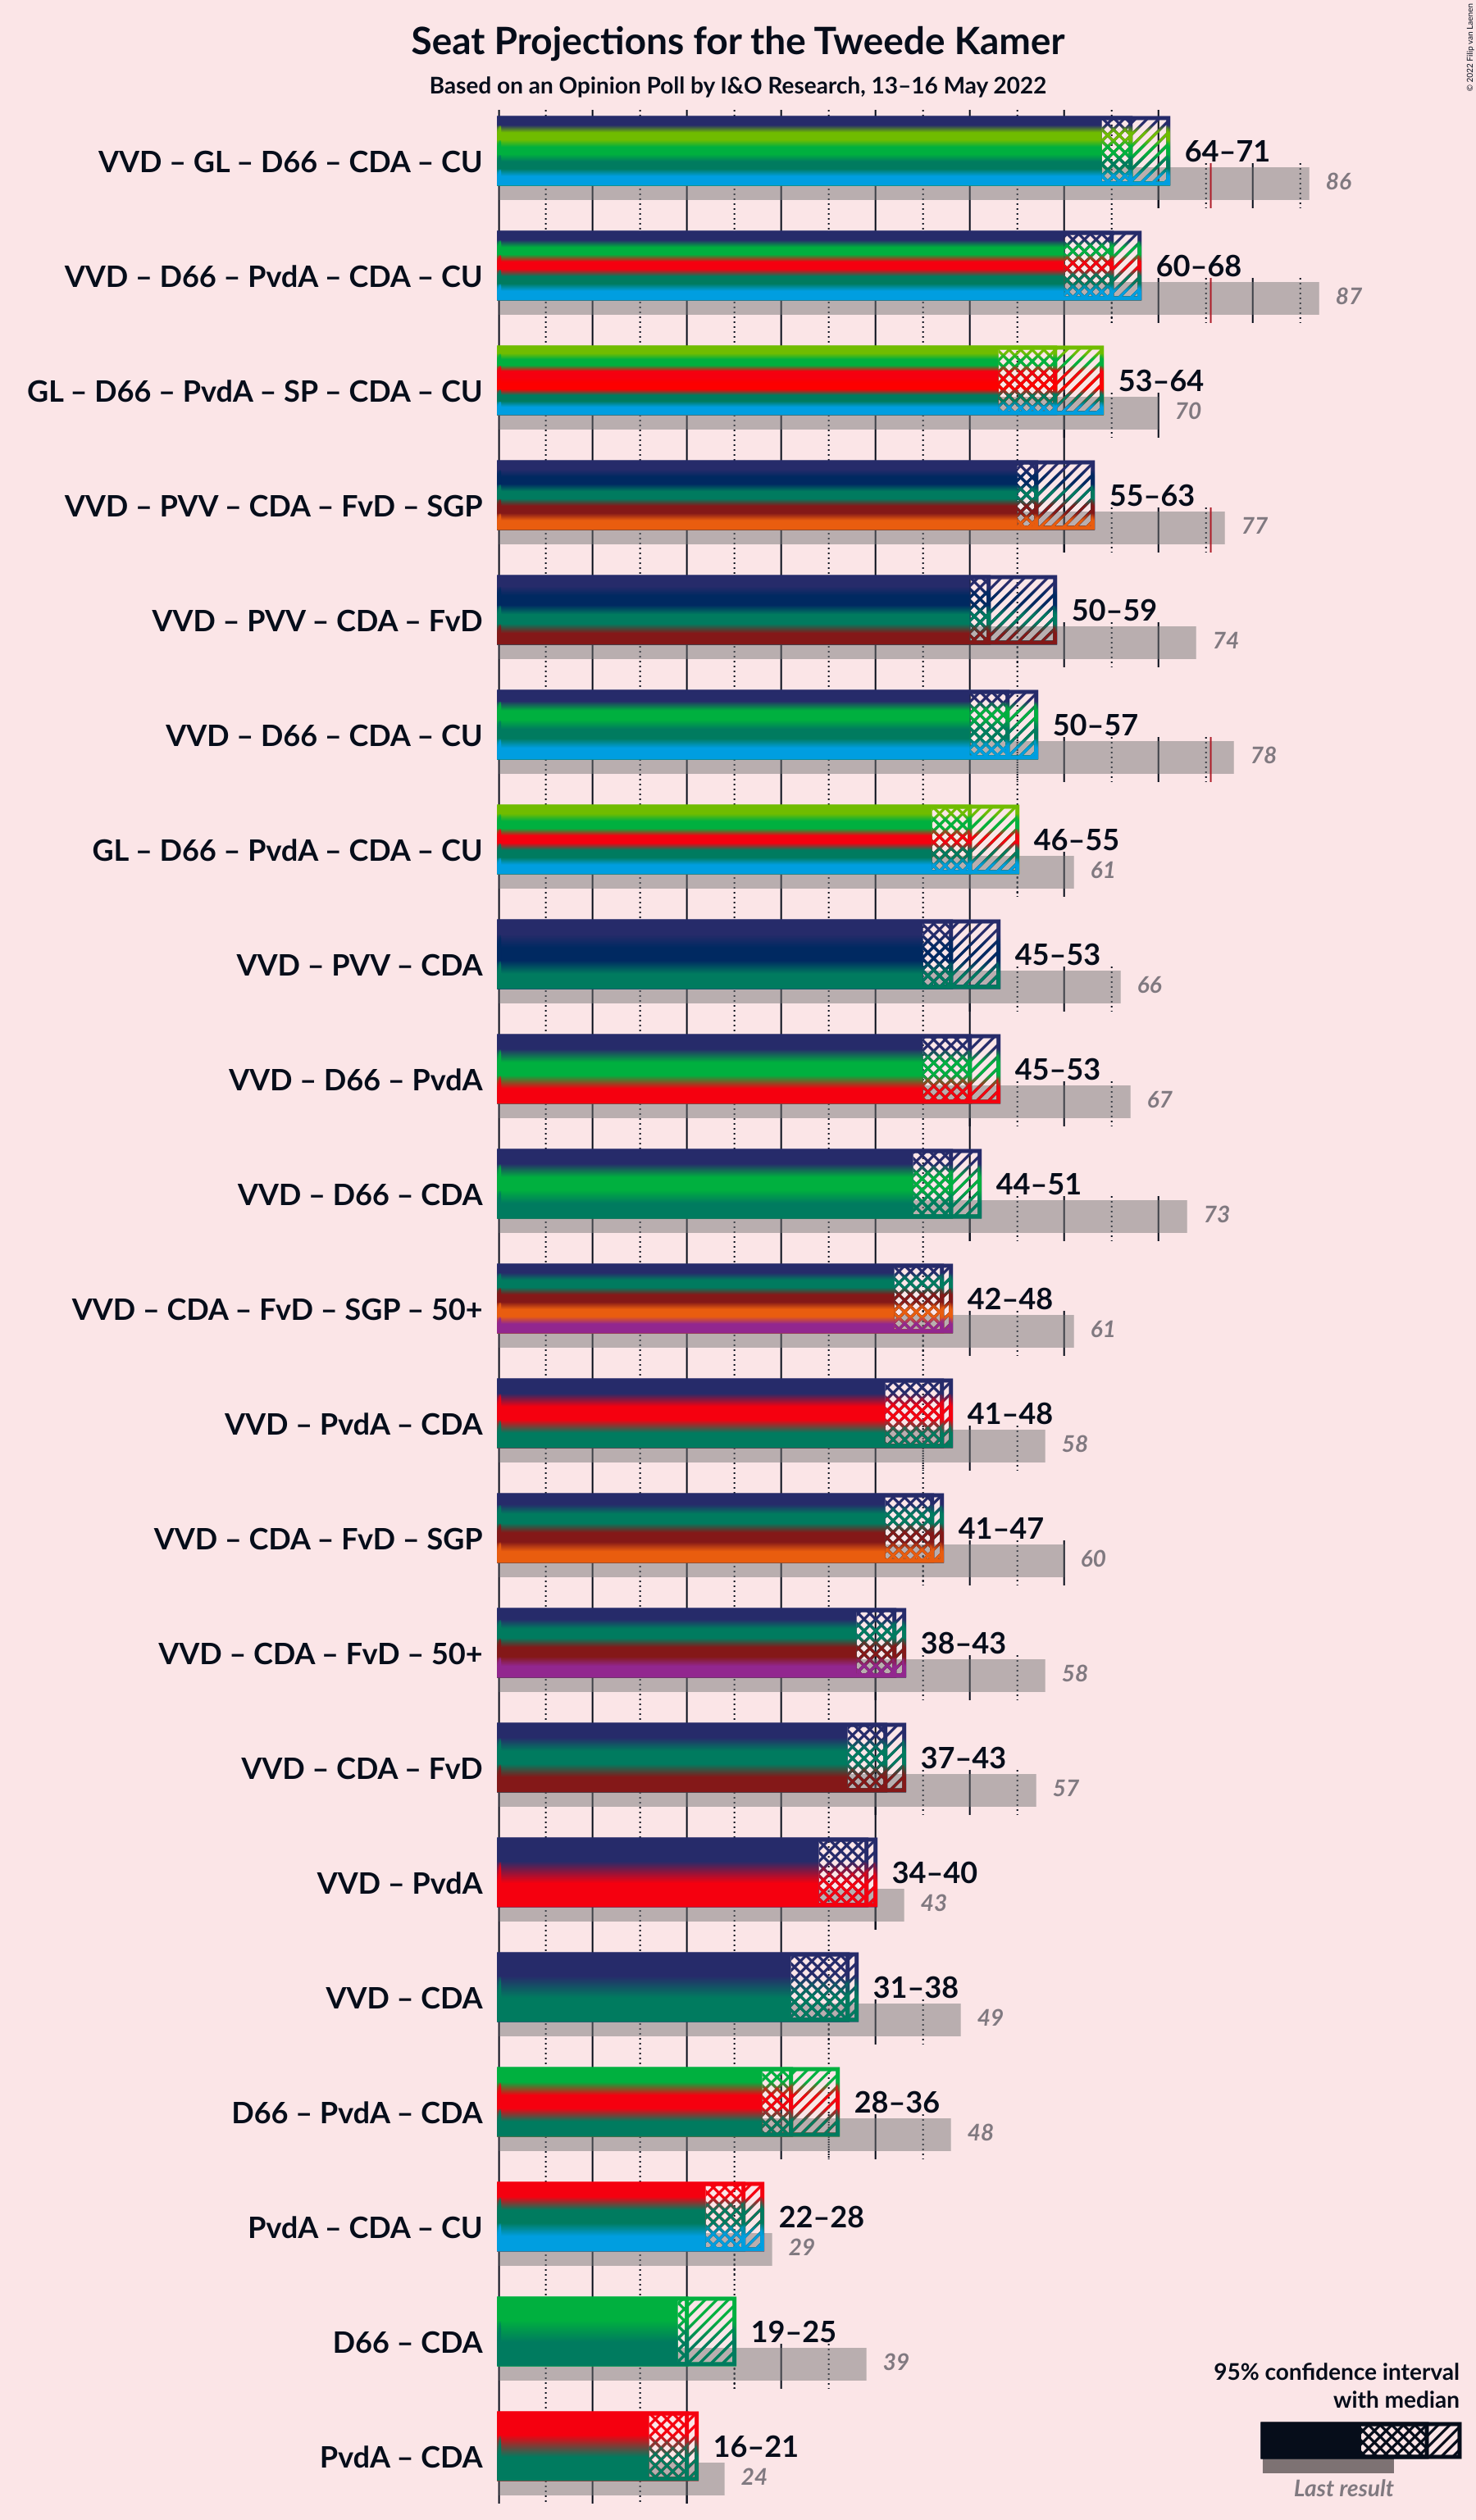 Seat Projections for the Tweede Kamer
Based on an Opinion Poll by I&O Research, 13–16 May 2022
© 2022 Filip van Laenen
VVD – GL – D66 – CDA – CU
64–71
86
VVD – D66 – PvdA – CDA – CU
60–68
87
GL – D66 – PvdA – SP – CDA – CU
53–64
70
VVD – PVV – CDA – FvD – SGP
55–63
77
VVD – PVV – CDA – FvD
50–59
74
VVD – D66 – CDA – CU
50–57
78
GL – D66 – PvdA – CDA – CU
46–55
61
VVD – PVV – CDA
45–53
66
VVD – D66 – PvdA
45–53
67
VVD – D66 – CDA
44–51
73
VVD – CDA – FvD – SGP – 50+
42–48
61
VVD – PvdA – CDA
41–48
58
VVD – CDA – FvD – SGP
41–47
60
VVD – CDA – FvD – 50+
38–43
58
VVD – CDA – FvD
37–43
57
VVD – PvdA
34–40
43
VVD – CDA
31–38
49
D66 – PvdA – CDA
28–36
48
PvdA – CDA – CU
22–28
29
D66 – CDA
19–25
39
PvdA – CDA
16–21
24
95% confidence interval
with median
Last result